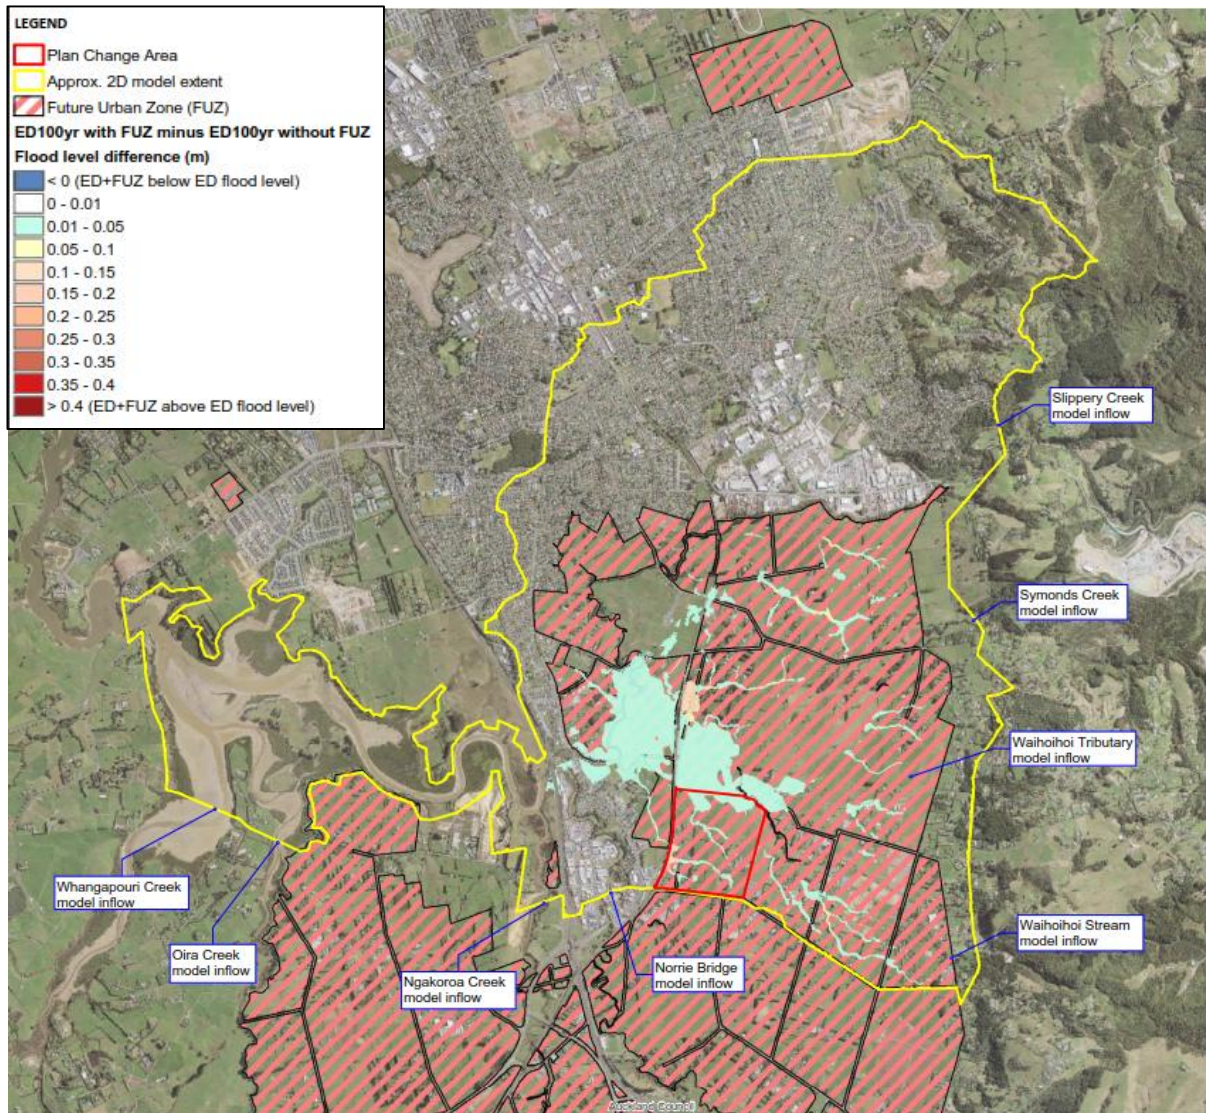 LEGEND
Plan Change Area
Approx. 2D model extent
Future Urban Zone (FUZ)
ED100yr with FUZ minus ED100yr without FUZ
Flood level difference (m)
< 0 (ED+FUZ below ED flood level)
0 - 0.01
0.01 - 0.05
0.05 - 0.1
0.1 - 0.15
0.15 - 0.2
0.2 - 0.25
0.25 - 0.3
0.3 - 0.35
0.35 - 0.4
> 0.4 (ED+FUZ above ED flood level)
Slippery Creek
model inflow
Symonds Creek
model inflow
Waihoihoi Tributary
model inflow
Whangapouri Creek
model inflow
Oira Creek
model inflow
Ngakoroa Creek
model inflow
Norrie Bridge
model inflow
Waihoihoi Stream
model inflow
Auckland Council